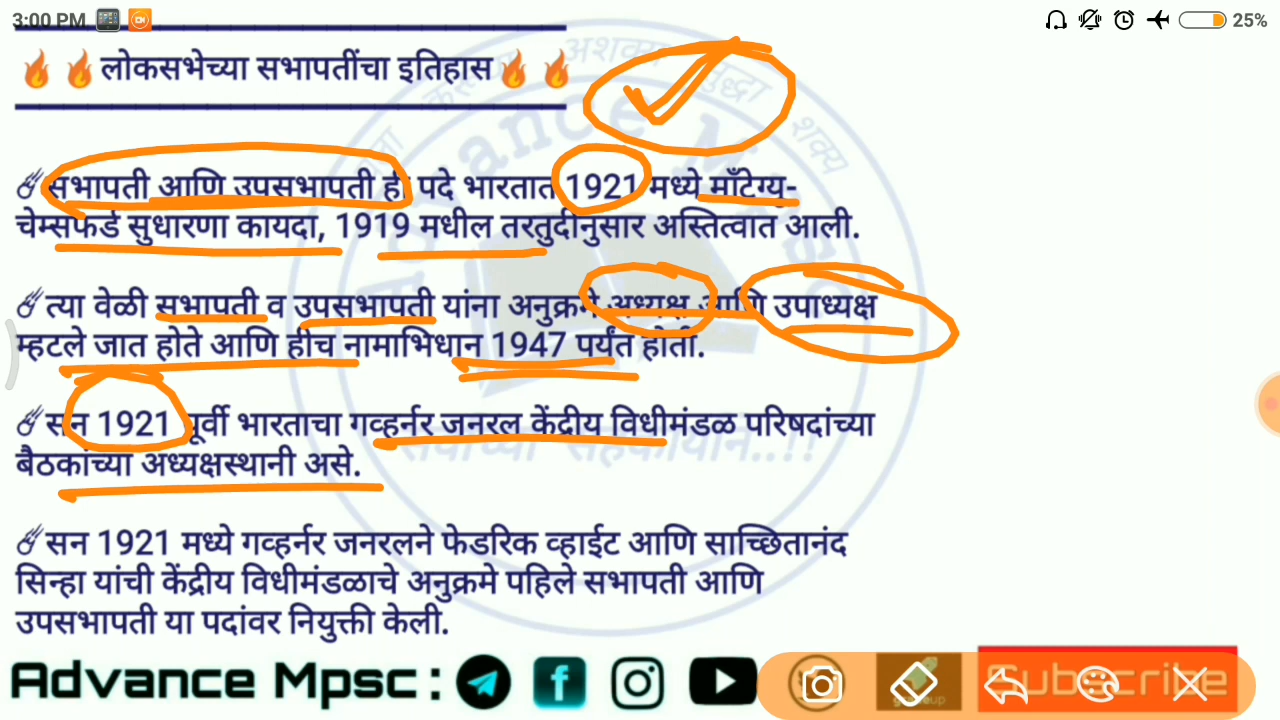 3:00 PM
25%
लोकसभेच्या सभापतींचा इतिहास
सभापती आणि उपसभापती ही पदे भारतात 1921 मध्ये माँटेग्यु-
चेम्सफर्ड सुधारणा कायदा, 1919 मधील तरतुदीनुसार अस्तित्वात आली.
त्या वेळी सभापती व उपसभापती यांना अनुक्रमे अध्यक्ष आणि उपाध्यक्ष
म्हटले जात होते आणि हीच नामाभिधान 1947 पर्यंत होती.
सन 1921 पूर्वी भारताचा गव्हर्नर जनरल केंद्रीय विधीमंडळ परिषदांच्या
बैठकांच्या अध्यक्षस्थानी असे.
सन 1921 मध्ये गव्हर्नर जनरलने फेडरिक व्हाईट आणि साच्छितानंद
सिन्हा यांची केंद्रीय विधीमंडळाचे अनुक्रमे पहिले सभापती आणि
उपसभापती या पदांवर नियुक्ती केली.
Advance Mpsc :
Subscribe